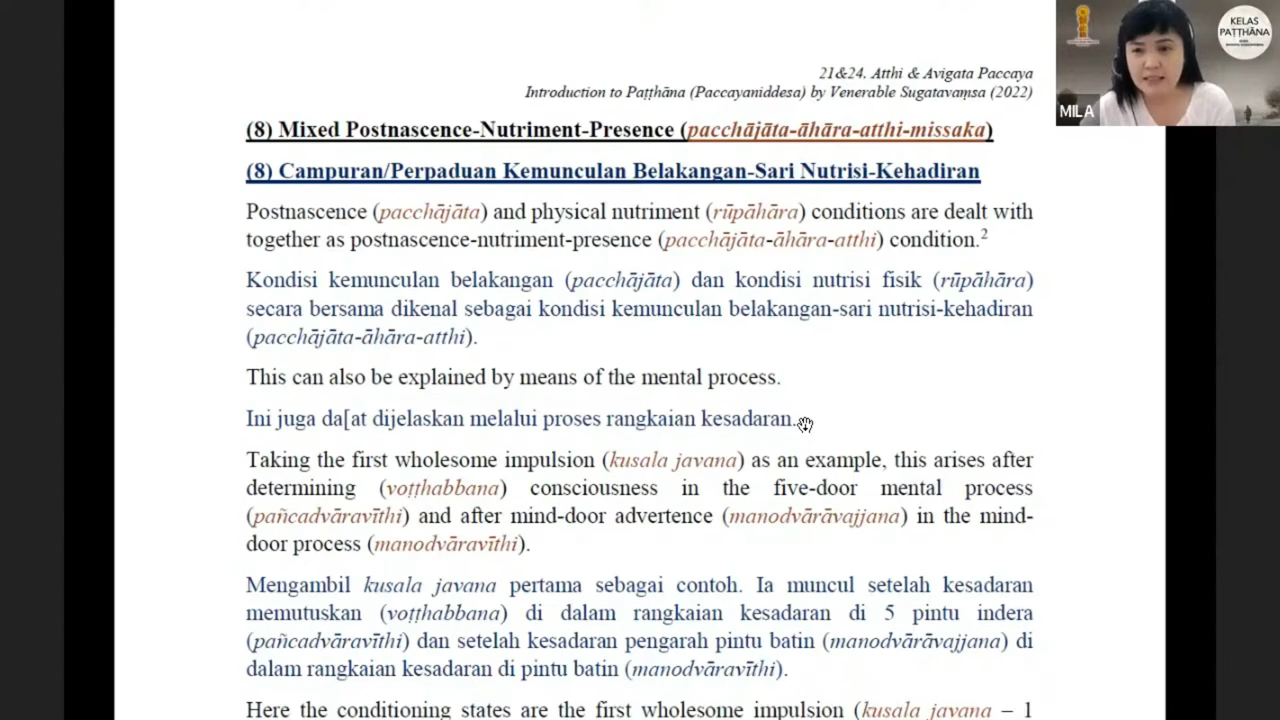 21&24. Atthi & Avigata Paccaya
Introduction to Paṭṭhāna (Paccayaniddesa) by Venerable Sugatavaṃsa (2022)
KELAS
PAṬṬHĀNA
MILA
(8) Mixed Postnascence-Nutriment-Presence (pacchājāta-āhāra-atthi-missaka)
(8) Campuran/Perpaduan Kemunculan Belakangan-Sari Nutrisi-Kehadiran
Postnascence (pacchājāta) and physical nutriment (rūpāhāra) conditions are dealt with
together as postnascence-nutriment-presence (pacchājāta-āhāra-atthi) condition.2
Kondisi kemunculan belakangan (pacchājāta) dan kondisi nutrisi fisik (rūpāhāra)
secara bersama dikenal sebagai kondisi kemunculan belakangan-sari nutrisi-kehadiran
(pacchājāta-āhāra-atthi).
This can also be explained by means of the mental process.
Ini juga da[at dijelaskan melalui proses rangkaian kesadaran.
Taking the first wholesome impulsion (kusala javana) as an example, this arises after
determining (voṭṭhabbana) consciousness in the five-door mental process
(pañcadvāravīthi) and after mind-door advertence (manodvārāvajjana) in the mind-
door process (manodvāravīthi).
Mengambil kusala javana pertama sebagai contoh. Ia muncul setelah kesadaran
memutuskan (voṭṭhabbana) di dalam rangkaian kesadaran di 5 pintu indera
(pañcadvāravīthi) dan setelah kesadaran pengarah pintu batin (manodvārāvajjana) di
dalam rangkaian kesadaran di pintu batin (manodvāravīthi).
Here the conditioning states are the first wholesome impulsion (kusala javana – 1